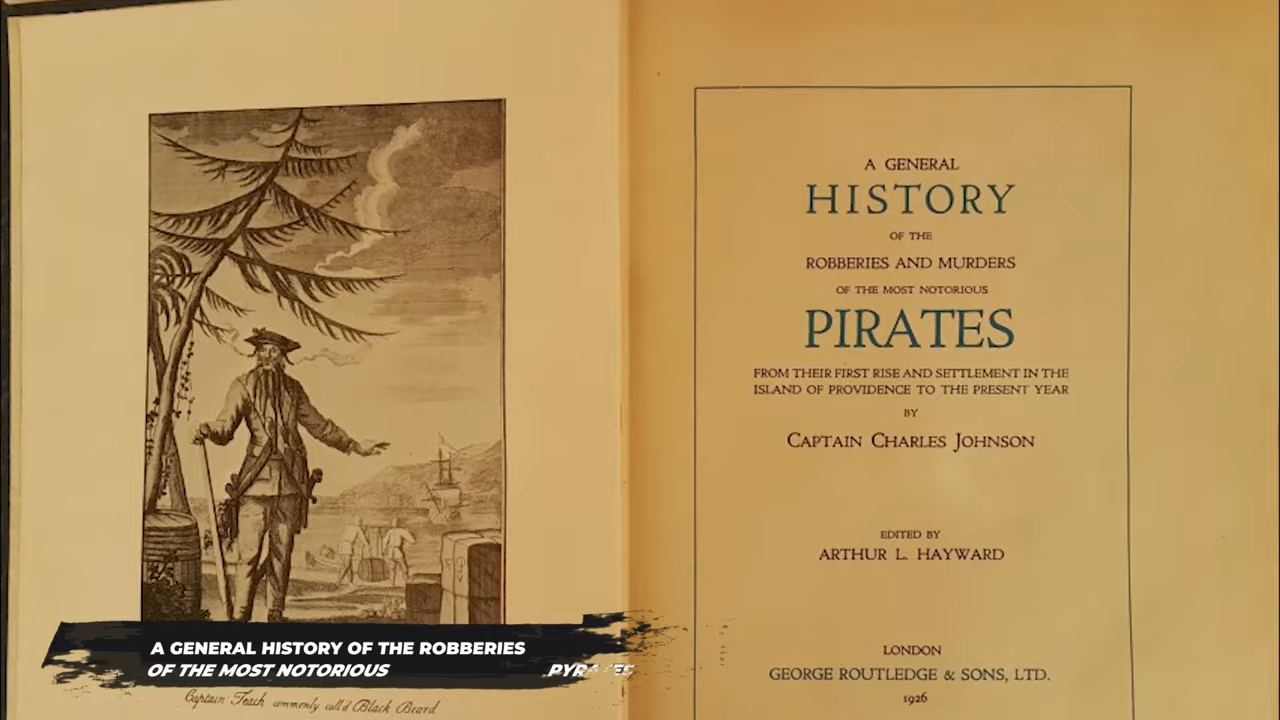 Captain Teach commonly call'd Black Beard
A GENERAL
HISTORY
OF THE
ROBBERIES AND MURDERS
OF THE MOST NOTORIOUS
PIRATES
FROM THEIR FIRST RISE AND SETTLEMENT IN THE
ISLAND OF PROVIDENCE TO THE PRESENT YEAR
BY
CAPTAIN CHARLES JOHNSON
EDITED BY
ARTHUR L. HAYWARD
LONDON
GEORGE ROUTLEDGE & SONS, LTD.
1926
A GENERAL HISTORY OF THE ROBBERIES
OF THE MOST NOTORIOUS PYRATES